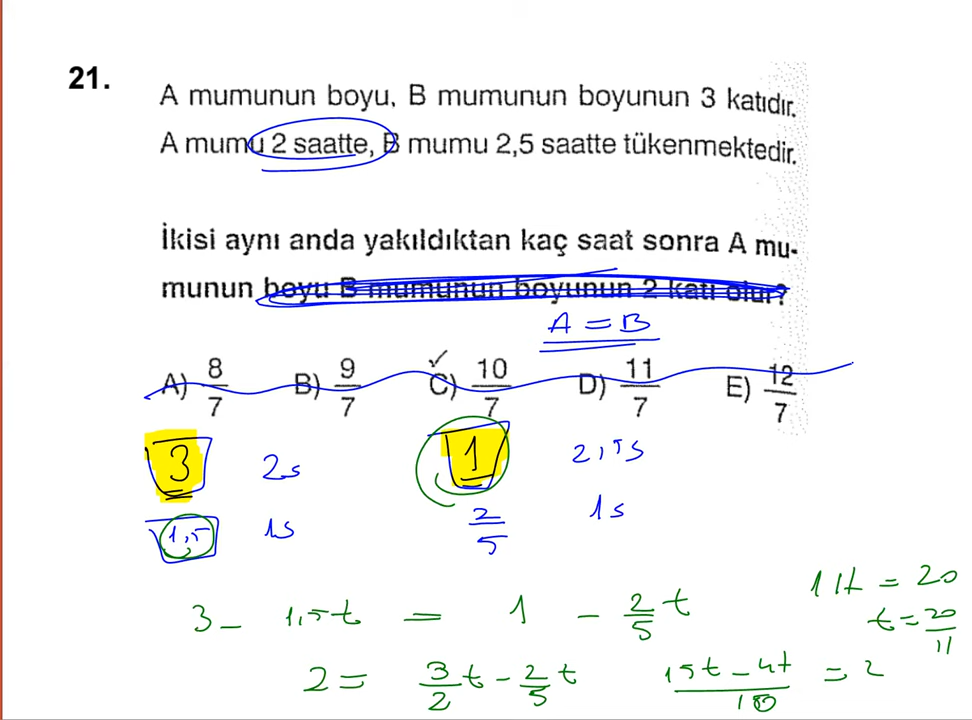 21.
A mumunun boyu, B mumunun boyunun 3 katıdır.
A mumu 2 saatte, B mumu 2,5 saatte tükenmektedir.
İkisi aynı anda yakıldıktan kaç saat sonra A mu-
munun boyu B mumunun boyunun 2 katı olur?
A = B
A) 8/7 B) 9/7 C) 10/7 D) 11/7 E) 12/7
3 2s 1 2,5s
1,5 1s 2/5 1s
3 - 1,5t = 1 - 2/5 t
11t = 20
t = 20/11
2 = 3/2 t - 2/5 t
15t - 4t / 10 = 2